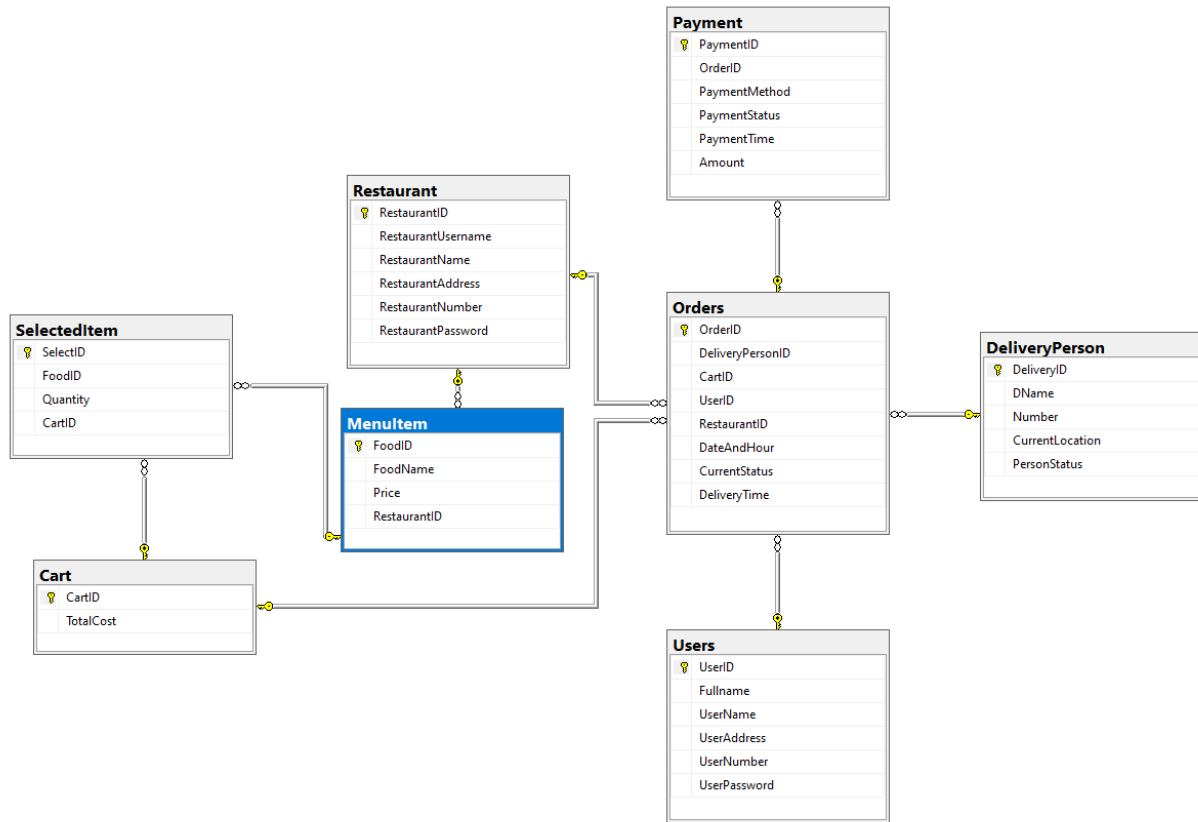 Payment
PaymentID
OrderID
PaymentMethod
PaymentStatus
PaymentTime
Amount
Restaurant
RestaurantID
RestaurantUsername
RestaurantName
RestaurantAddress
RestaurantNumber
RestaurantPassword
Orders
OrderID
DeliveryPersonID
CartID
UserID
RestaurantID
DateAndHour
CurrentStatus
DeliveryTime
SelectedItem
SelectID
FoodID
Quantity
CartID
DeliveryPerson
DeliveryID
DName
Number
CurrentLocation
PersonStatus
MenuItem
FoodID
FoodName
Price
RestaurantID
Cart
CartID
TotalCost
Users
UserID
Fullname
UserName
UserAddress
UserNumber
UserPassword